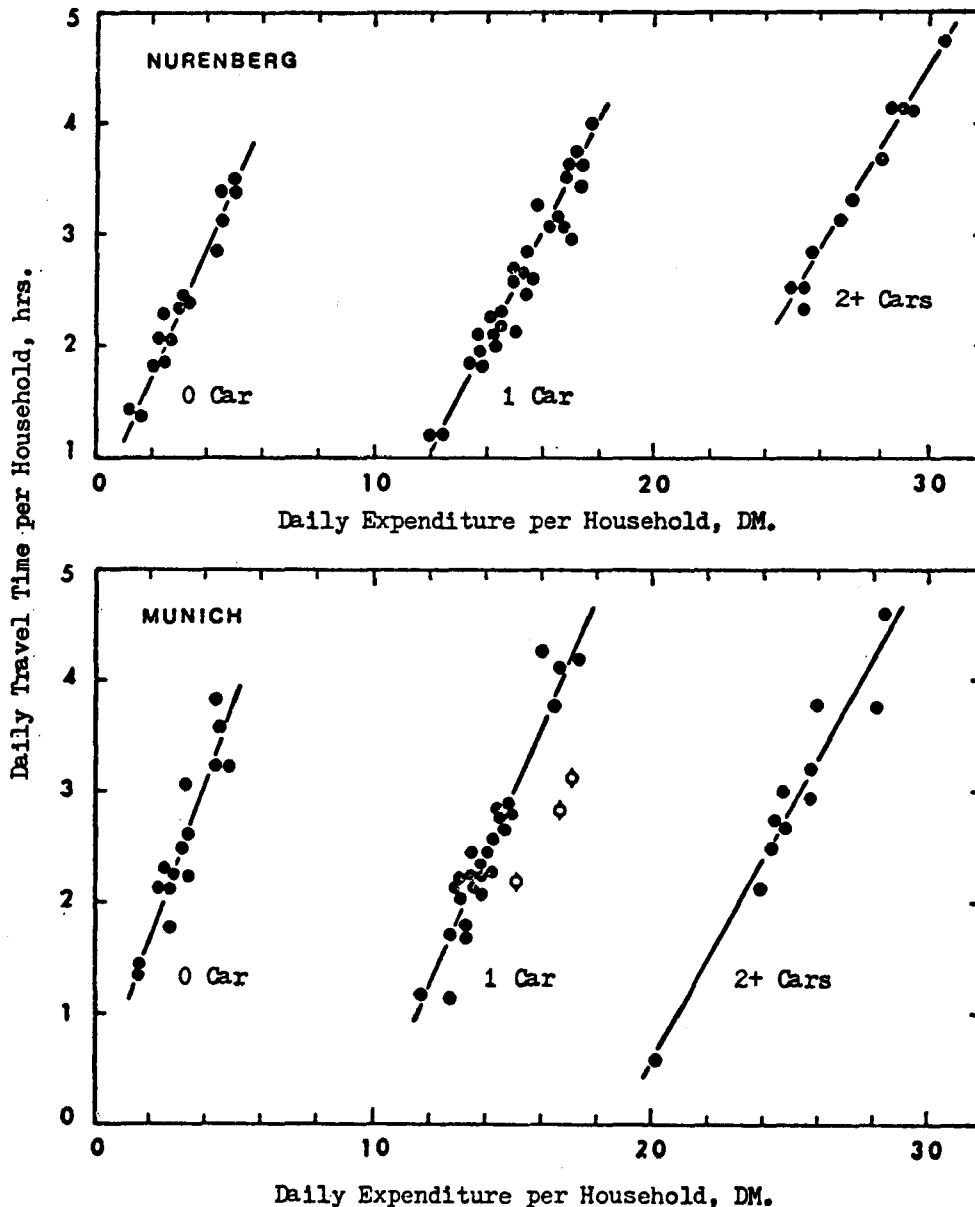 Daily Travel Time per Household, hrs.
NURENBERG
5
4
3
2
1
0 Car
1 Car
2+ Cars
0 10 20 30
Daily Expenditure per Household, DM.
MUNICH
5
4
3
2
1
0
0 Car
1 Car
2+ Cars
0 10 20 30
Daily Expenditure per Household, DM.